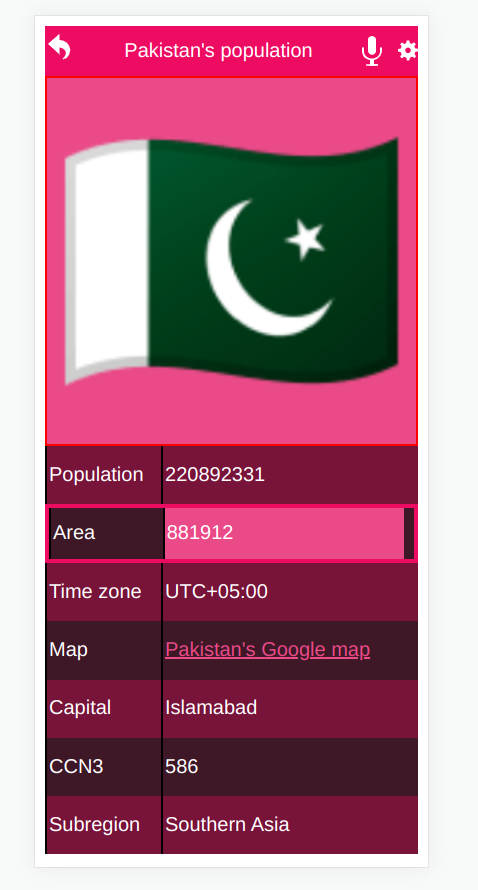 Pakistan's population
Population 220892331
Area 881912
Time zone UTC+05:00
Map Pakistan's Google map
Capital Islamabad
CCN3 586
Subregion Southern Asia